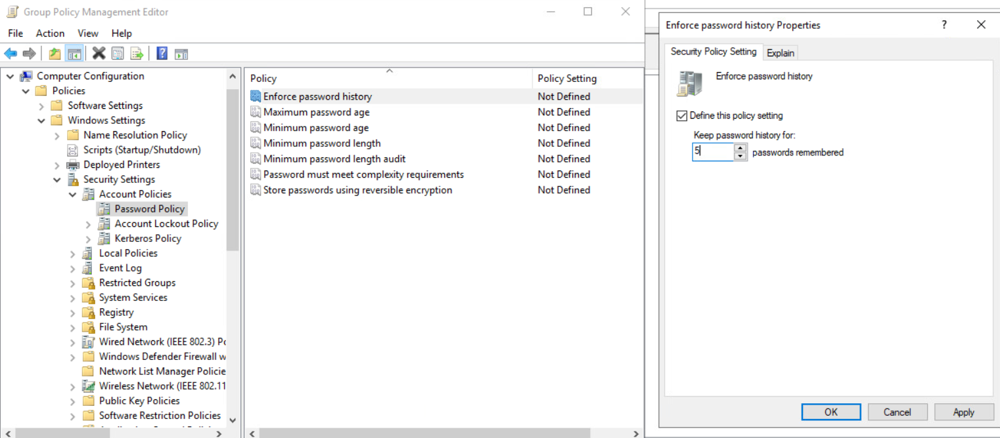 Group Policy Management Editor
File Action View Help
Computer Configuration
Policies
Software Settings
Windows Settings
Name Resolution Policy
Scripts (Startup/Shutdown)
Deployed Printers
Security Settings
Account Policies
Password Policy
Account Lockout Policy
Kerberos Policy
Local Policies
Event Log
Restricted Groups
System Services
Registry
File System
Wired Network (IEEE 802.3) Po
Windows Defender Firewall w
Network List Manager Policie
Wireless Network (IEEE 802.11
Public Key Policies
Software Restriction Policies
Policy Policy Setting
Enforce password history Not Defined
Maximum password age Not Defined
Minimum password age Not Defined
Minimum password length Not Defined
Minimum password length audit Not Defined
Password must meet complexity requirements Not Defined
Store passwords using reversible encryption Not Defined
Enforce password history Properties ?
Security Policy Setting Explain
Enforce password history
Define this policy setting
Keep password history for:
5 passwords remembered
OK Cancel Apply